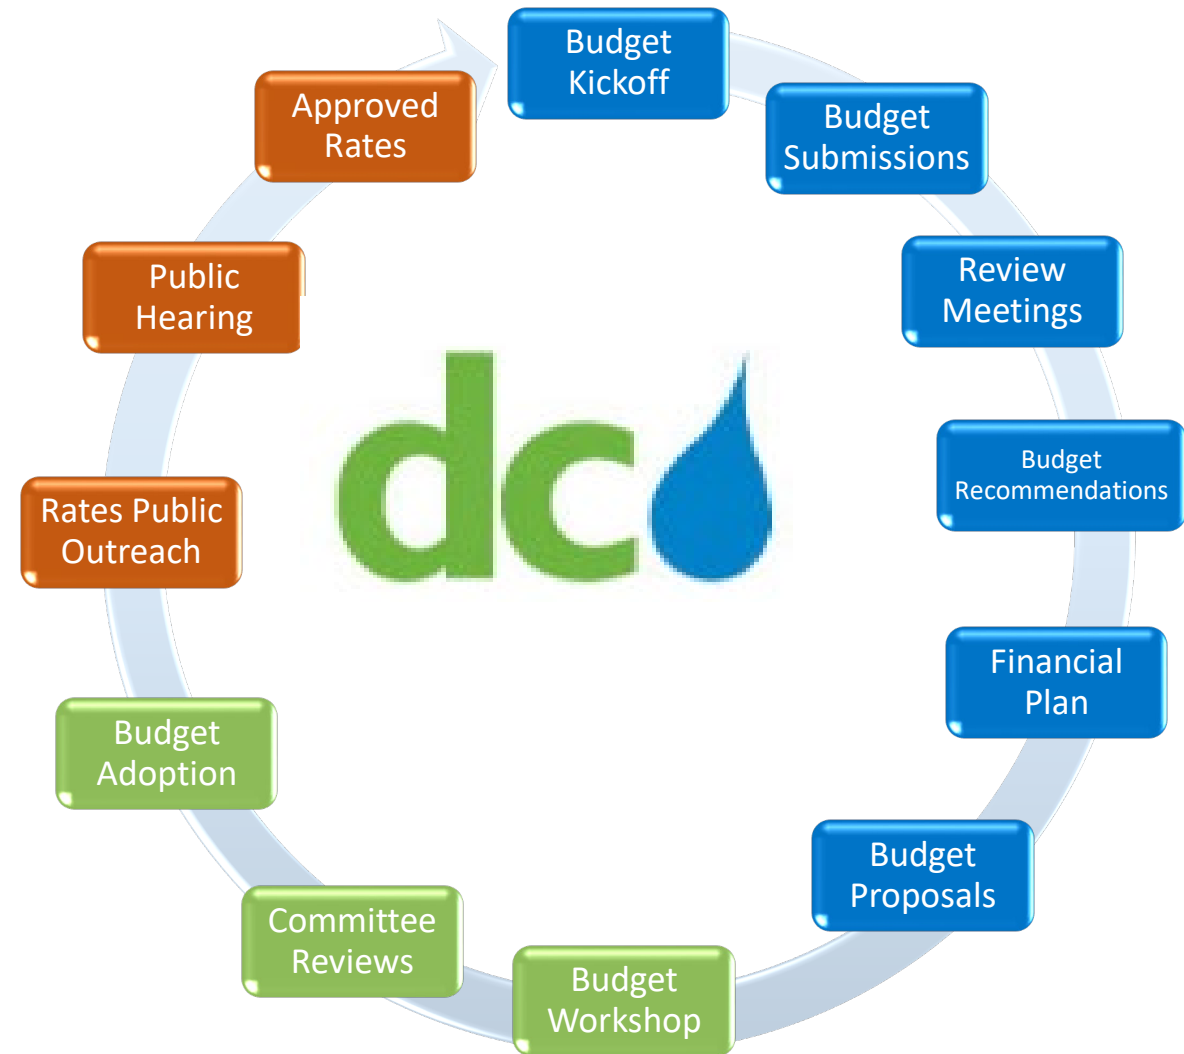 Budget
Kickoff
Budget
Submissions
Review
Meetings
Budget
Recommendations
Financial
Plan
Budget
Proposals
Budget
Workshop
Committee
Reviews
Budget
Adoption
Rates Public
Outreach
Public
Hearing
Approved
Rates
dc